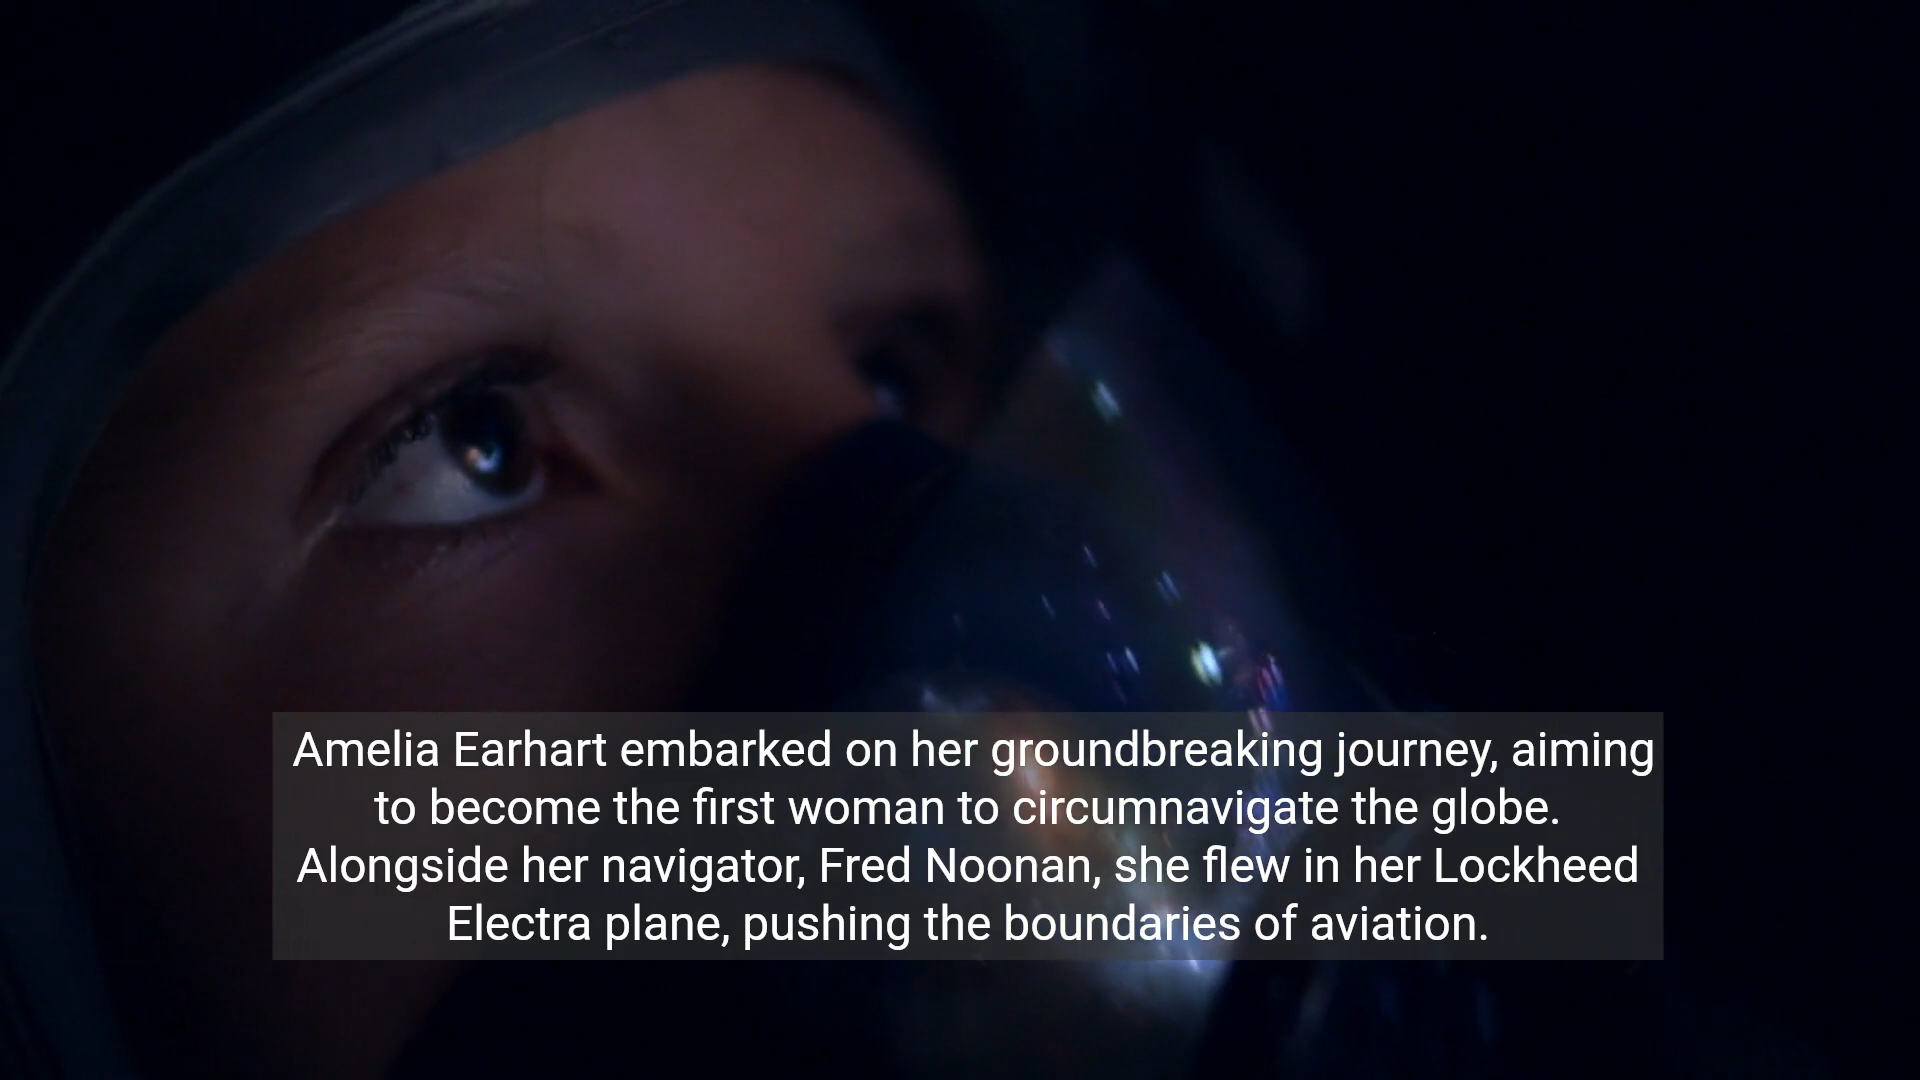 Amelia Earhart embarked on her groundbreaking journey, aiming
to become the first woman to circumnavigate the globe.
Alongside her navigator, Fred Noonan, she flew in her Lockheed
Electra plane, pushing the boundaries of aviation.